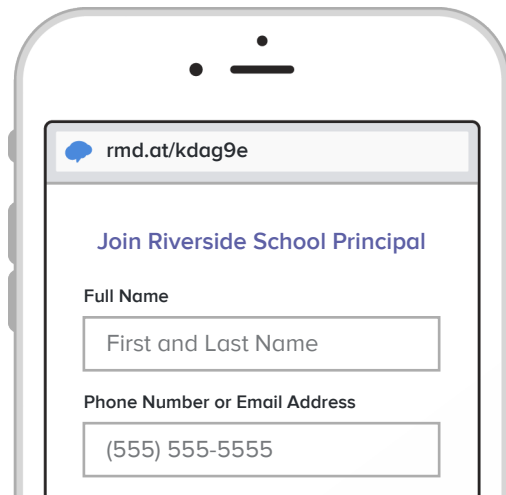 rmd.at/kdag9e
Join Riverside School Principal
Full Name
First and Last Name
Phone Number or Email Address
(555) 555-5555